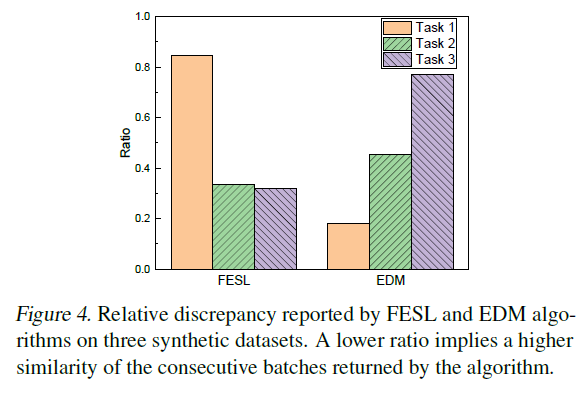 1.0
0.8
0.6
0.4
0.2
0.0
Ratio
Task 1
Task 2
Task 3
FESL
EDM
Figure 4. Relative discrepancy reported by FESL and EDM algo-
rithms on three synthetic datasets. A lower ratio implies a higher
similarity of the consecutive batches returned by the algorithm.